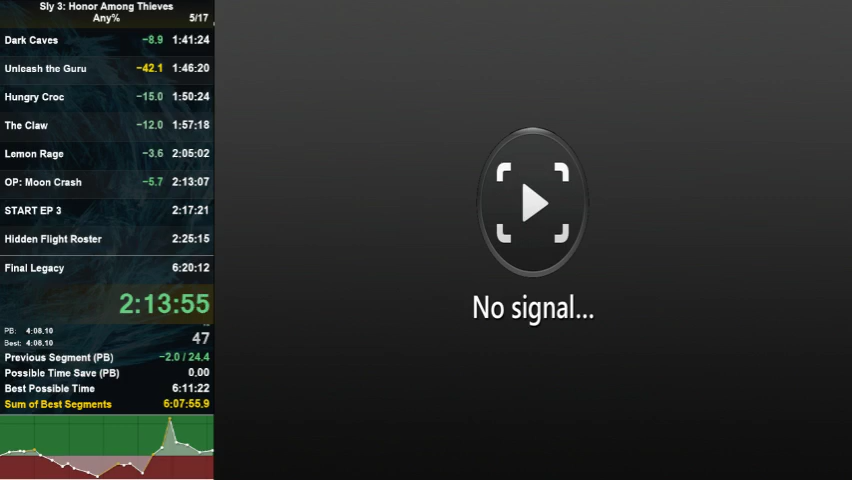 Sly 3: Honor Among Thieves
Any% 5/17
Dark Caves −8.9 1:41:24
Unleash the Guru −42.1 1:46:20
Hungry Croc −15.0 1:50:24
The Claw −12.0 1:57:18
Lemon Rage −3.6 2:05:02
OP: Moon Crash −5.7 2:13:07
START EP 3 2:17:21
Hidden Flight Roster 2:25:15
Final Legacy 6:20:12
2:13:55
PB: 4:08.10
Best: 4:08.10
47
Previous Segment (PB) −2.0 / 24.4
Possible Time Save (PB) 0.00
Best Possible Time 6:11:22
Sum of Best Segments 6:07:55.9
No signal...